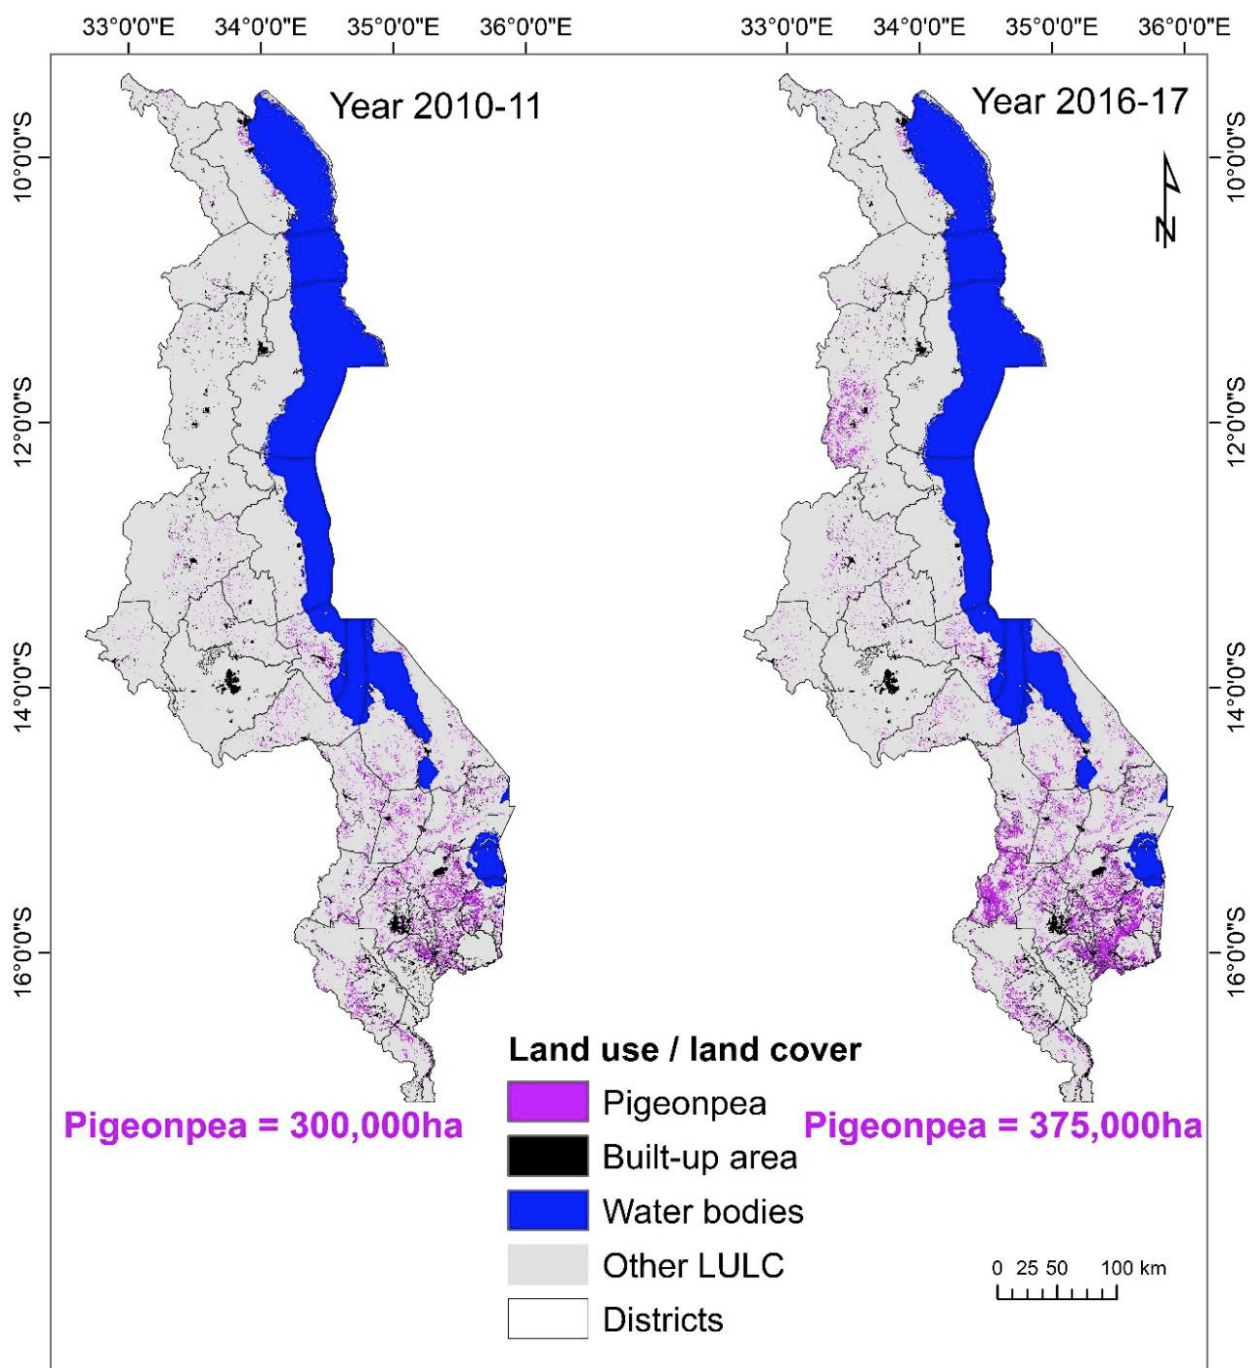 33°0'0"E 34°0'0"E 35°0'0"E 36°0'0"E 33°0'0"E 34°0'0"E 35°0'0"E 36°0'0"E
Year 2010-11
Year 2016-17
10°0'0"S
10°0'0"S
N
12°0'0"S
12°0'0"S
14°0'0"S
14°0'0"S
16°0'0"S
16°0'0"S
Land use / land cover
Pigeonpea
Pigeonpea = 300,000ha
Pigeonpea = 375,000ha
Built-up area
Water bodies
Other LULC
0 25 50 100 km
Districts